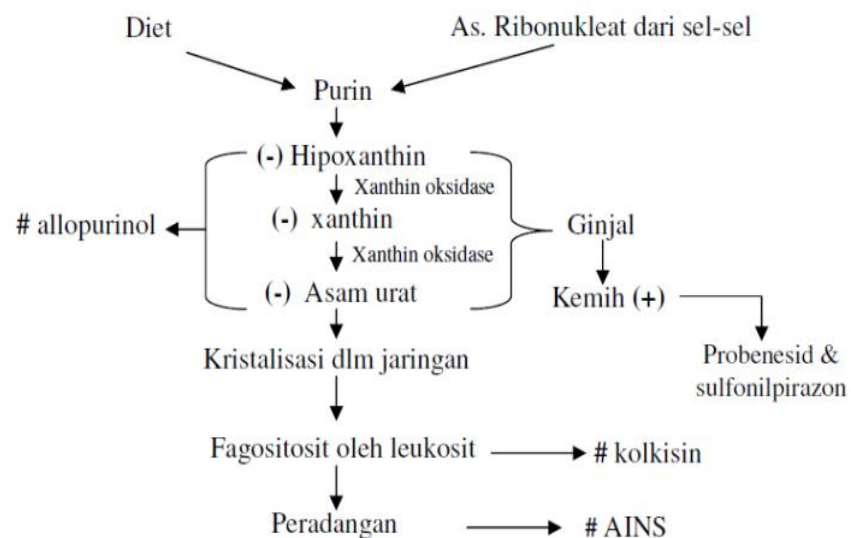 Diet
As. Ribonukleat dari sel-sel
Purin
(-) Hipoxanthin
Xanthin oksidase
# allopurinol
(-) xanthin
Ginjal
Xanthin oksidase
(-) Asam urat
Kemih (+)
Kristalisasi dlm jaringan
Probenesid &
sulfonilpirazon
Fagositosit oleh leukosit
# kolkisin
Peradangan
# AINS